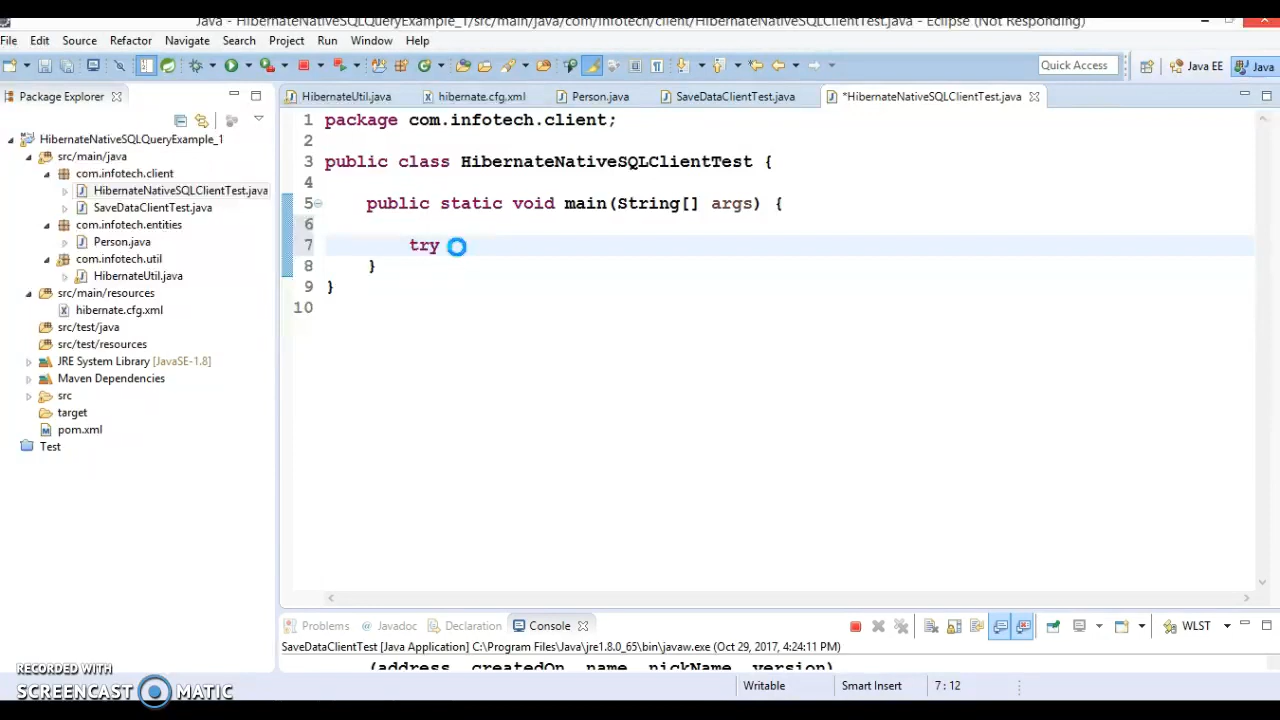 Java - HibernateNativeSQLQueryExample_1/src/main/java/com/infotech/client/HibernateNativeSQLClientTest.java - Eclipse (Not Responding)
File Edit Source Refactor Navigate Search Project Run Window Help
Quick Access Java EE Java
Package Explorer
HibernateUtil.java hibernate.cfg.xml Person.java SaveDataClientTest.java *HibernateNativeSQLClientTest.java
HibernateNativeSQLQueryExample_1
src/main/java
com.infotech.client
HibernateNativeSQLClientTest.java
SaveDataClientTest.java
com.infotech.entities
Person.java
com.infotech.util
HibernateUtil.java
src/main/resources
hibernate.cfg.xml
src/test/java
src/test/resources
JRE System Library [JavaSE-1.8]
Maven Dependencies
src
target
pom.xml
Test
1 package com.infotech.client;
2
3 public class HibernateNativeSQLClientTest {
4
5 public static void main(String[] args) {
6
7 try
8 }
9 }
10
Problems Javadoc Declaration Console WLST
SaveDataClientTest [Java Application] C:\Program Files\Java\jre1.8.0_65\bin\javaw.exe (Oct 29, 2017, 4:24:11 PM)
(address, createdOn, name, nickName, version)
Writable Smart Insert 7 : 12
RECORDED WITH
SCREENCAST MATIC